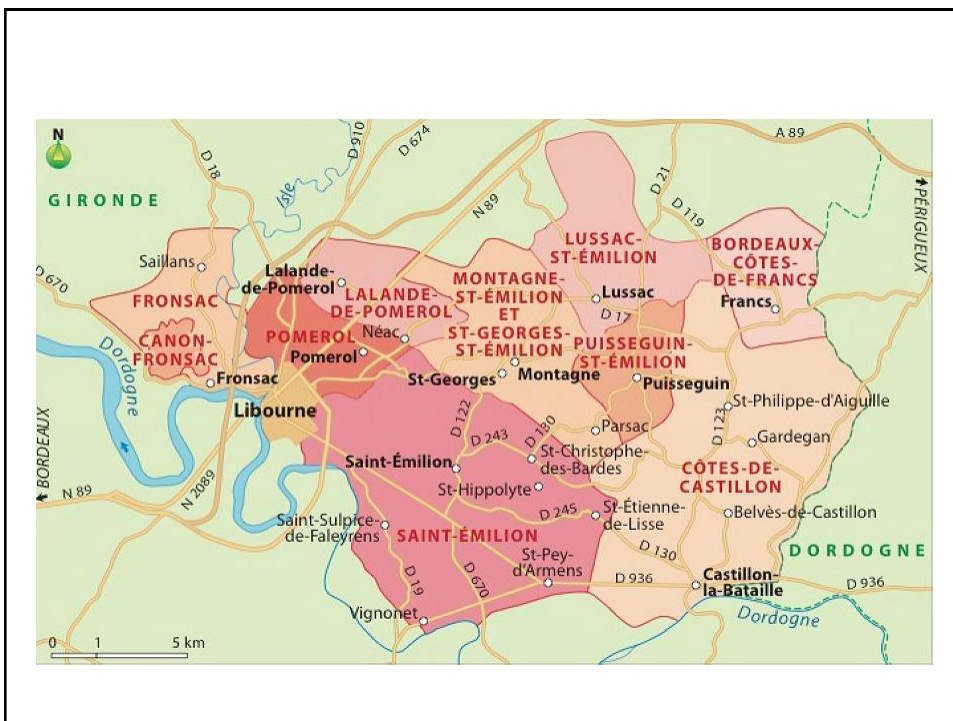 N
D 18
D 910
D 674
A 89
GIRONDE
Isle
N 89
D 21
D 119
PÉRIGUEUX
Saillans
D 670
FRONSAC
Lalande-
de-Pomerol
LALANDE-
DE-POMEROL
MONTAGNE-
ST-ÉMILION
ET
ST-GEORGES-
ST-ÉMILION
LUSSAC-
ST-ÉMILION
BORDEAUX-
CÔTES-
DE-FRANCS
Lussac
Francs
D 17
CANON-
FRONSAC
POMEROL
Néac
Pomerol
PUISSEGUIN-
ST-ÉMILION
Dordogne
Fronsac
St-Georges
Montagne
Puisseguin
Libourne
St-Philippe-d'Aiguille
D 122
D 243
D 130
Parsac
D 123
Gardegan
BORDEAUX
Saint-Émilion
St-Christophe-
des-Bardes
CÔTES-DE-
CASTILLON
N 89
N 2089
St-Hippolyte
D 245
St-Étienne-
de-Lisse
Belvès-de-Castillon
Saint-Sulpice-
de-Faleyrens
SAINT-ÉMILION
D 130
DORDOGNE
St-Pey-
d'Armens
D 19
D 670
D 936
Castillon-
la-Bataille
D 936
Vignonet
Dordogne
0 1 5 km